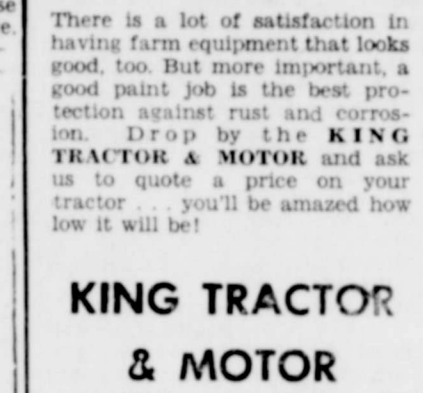 se
e.
There is a lot of satisfaction in
having farm equipment that looks
good, too. But more important, a
good paint job is the best pro-
tection against rust and corros-
ion. Drop by the KING
TRACTOR & MOTOR and ask
us to quote a price on your
tractor . . . you'll be amazed how
low it will be!
KING TRACTOR
& MOTOR